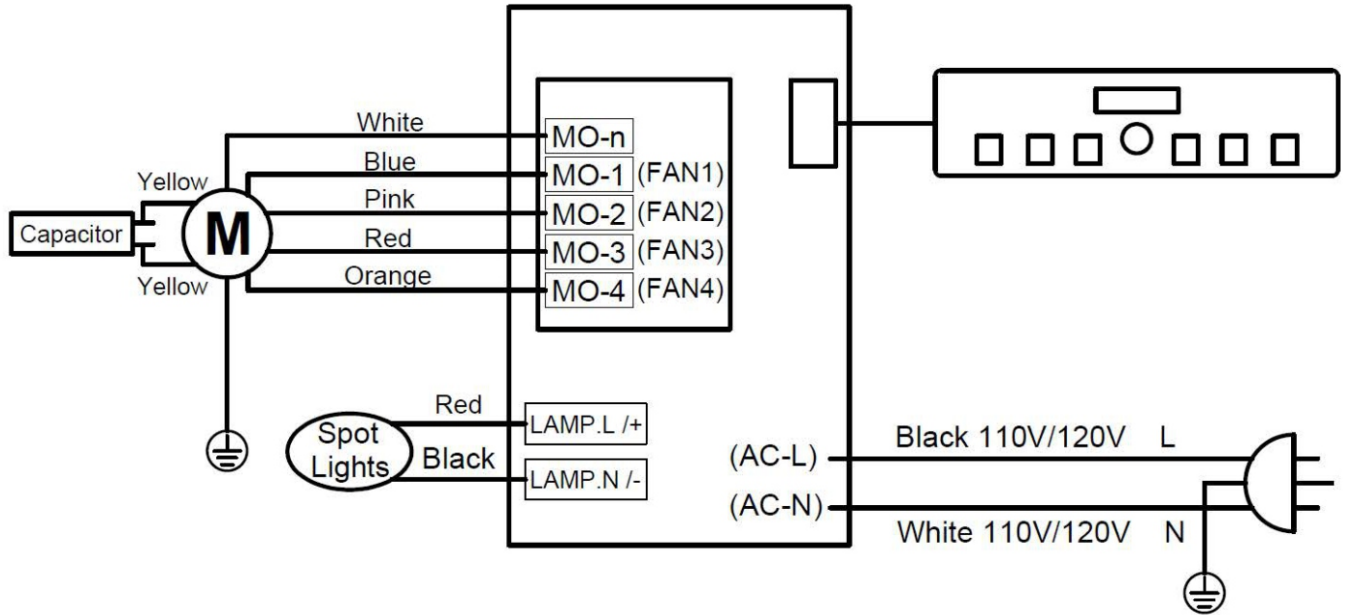 White
MO-n
Blue
MO-1 (FAN1)
Yellow
Pink
MO-2 (FAN2)
Capacitor
M
Red
MO-3 (FAN3)
Yellow
Orange
MO-4 (FAN4)
Red
LAMP.L /+
Spot
Lights
Black
LAMP.N /-
(AC-L)
Black 110V/120V L
(AC-N)
White 110V/120V N